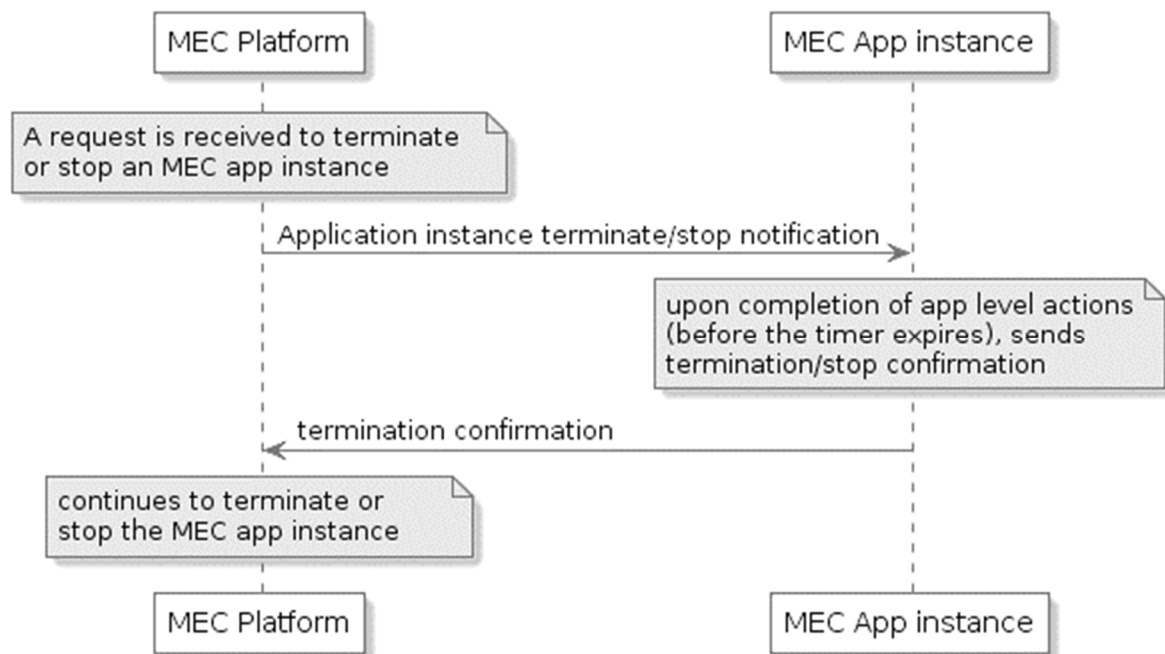 MEC Platform
MEC App instance
A request is received to terminate
or stop an MEC app instance
Application instance terminate/stop notification
upon completion of app level actions
(before the timer expires), sends
termination/stop confirmation
termination confirmation
continues to terminate or
stop the MEC app instance
MEC Platform
MEC App instance